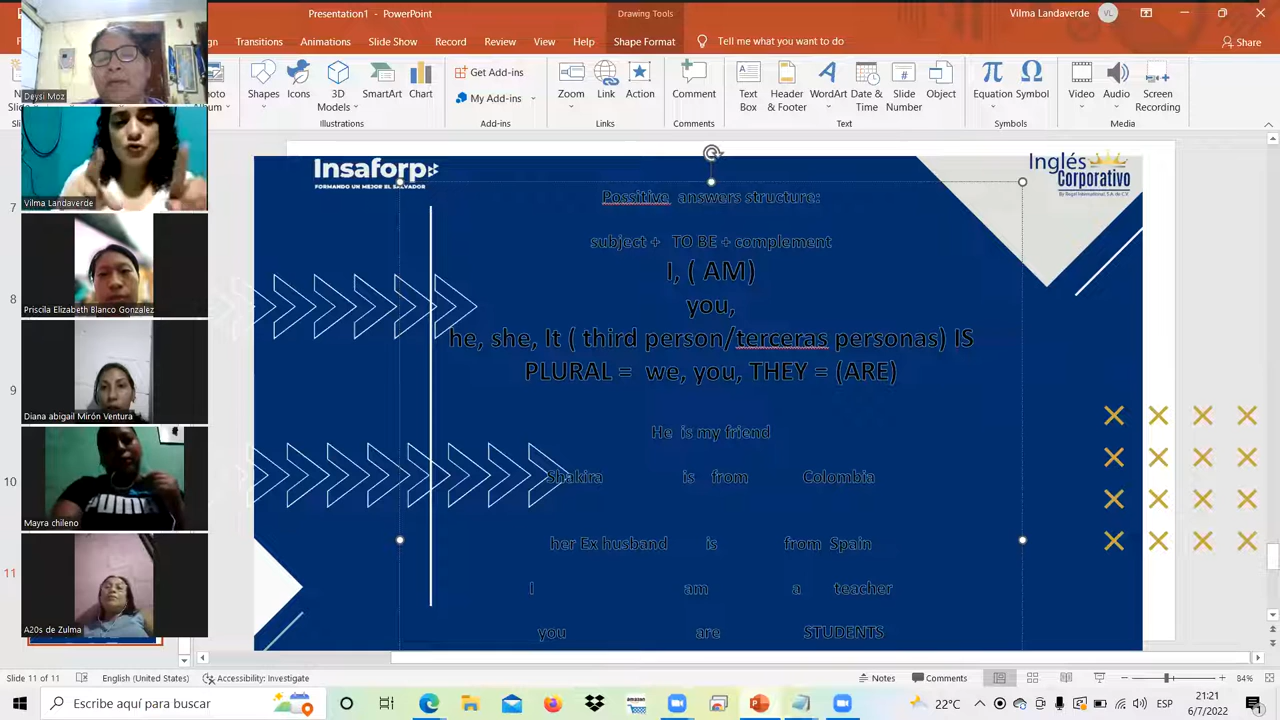 Presentation1 - PowerPoint
Drawing Tools
Vilma Landaverde
VL
Transitions
Animations
Slide Show
Record
Review
View
Help
Shape Format
Tell me what you want to do
Share
Shapes
Icons
3D
Models
SmartArt
Chart
Get Add-ins
My Add-ins
Zoom
Link
Action
Comment
Text
Box
Header
& Footer
WordArt
Date &
Time
Slide
Number
Object
Equation
Symbol
Video
Audio
Screen
Recording
Illustrations
Add-ins
Links
Comments
Text
Symbols
Media
Deysi Moz
Vilma Landaverde
Priscila Elizabeth Blanco Gonzalez
Diana abigail Mirón Ventura
Mayra chileno
PUMA
A20s de Zulma
7
8
9
10
11
Insaforp
FORMANDO UN MEJOR EL SALVADOR
Inglés
Corporativo
Possitive answers structure:
subject + TO BE + complement
I, ( AM)
you,
he, she, It ( third person/terceras personas) IS
PLURAL = we, you, THEY = (ARE)
He is my friend
Shakira is from Colombia
her Ex husband is from Spain
I am a teacher
you are STUDENTS
Slide 11 of 11
English (United States)
Accessibility: Investigate
Notes
Comments
84%
Escribe aquí para buscar
amazon
22°C
ESP
21:21
6/7/2022